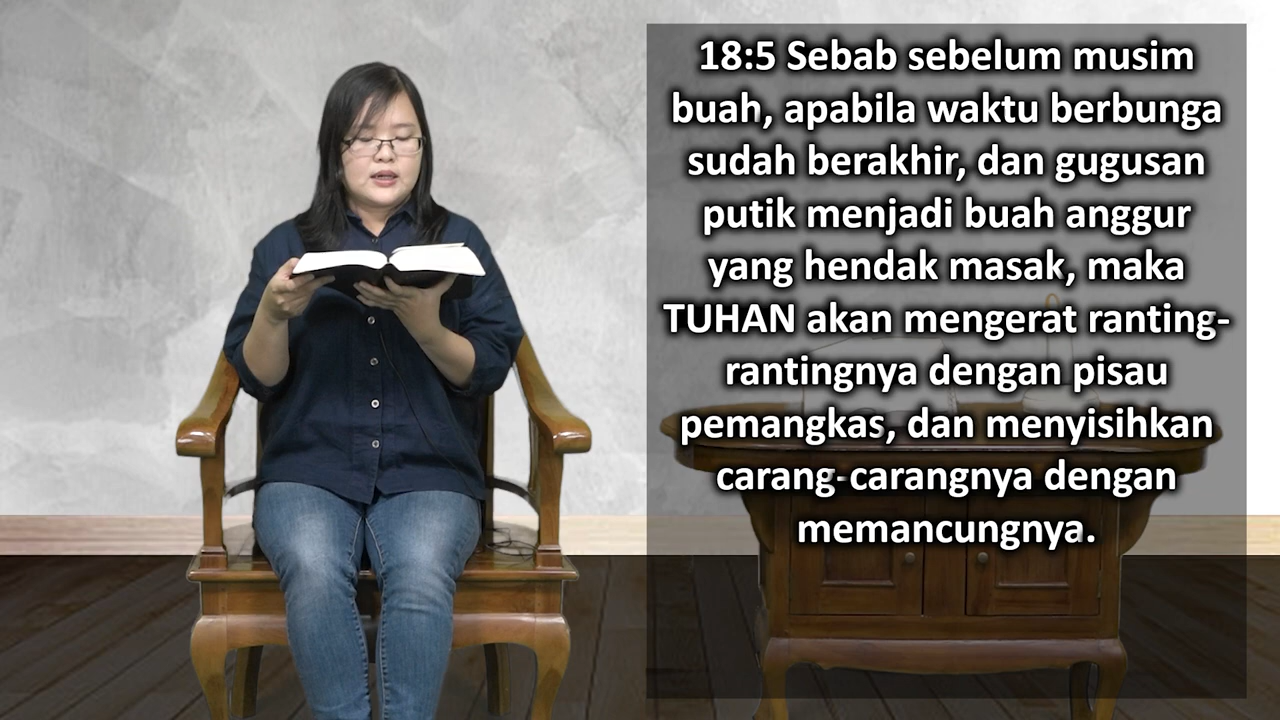 18:5 Sebab sebelum musim
buah, apabila waktu berbunga
sudah berakhir, dan gugusan
putik menjadi buah anggur
yang hendak masak, maka
TUHAN akan mengerat ranting-
rantingnya dengan pisau
pemangkas, dan menyisihkan
carang-carangnya dengan
memancungnya.